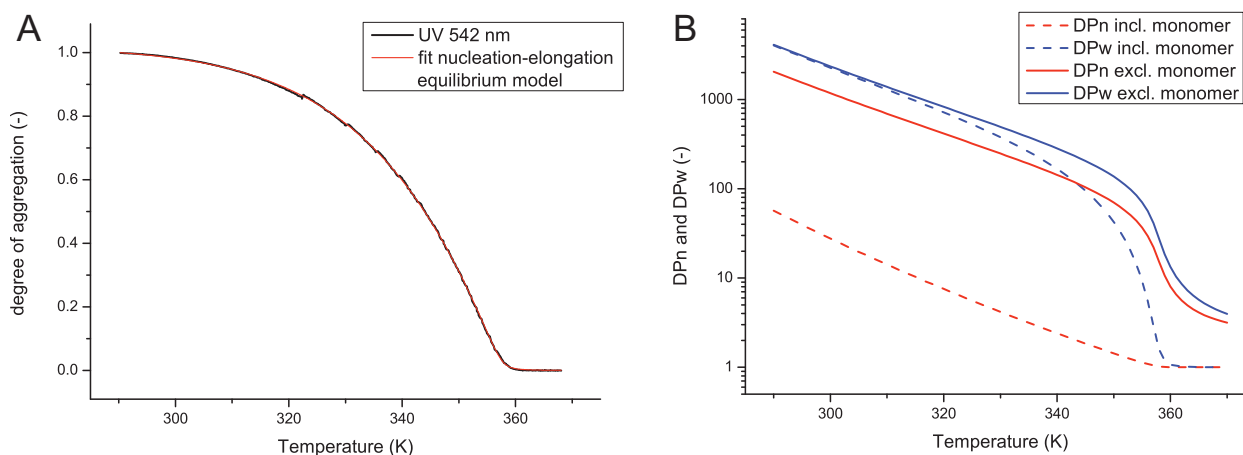 A
UV 542 nm
fit nucleation-elongation
equilibrium model
degree of aggregation (-)
1.0
0.8
0.6
0.4
0.2
0.0
300
320
340
360
Temperature (K)
B
DPn incl. monomer
DPw incl. monomer
DPn excl. monomer
DPw excl. monomer
DPn and DPw (-)
1000
100
10
1
300
320
340
360
Temperature (K)